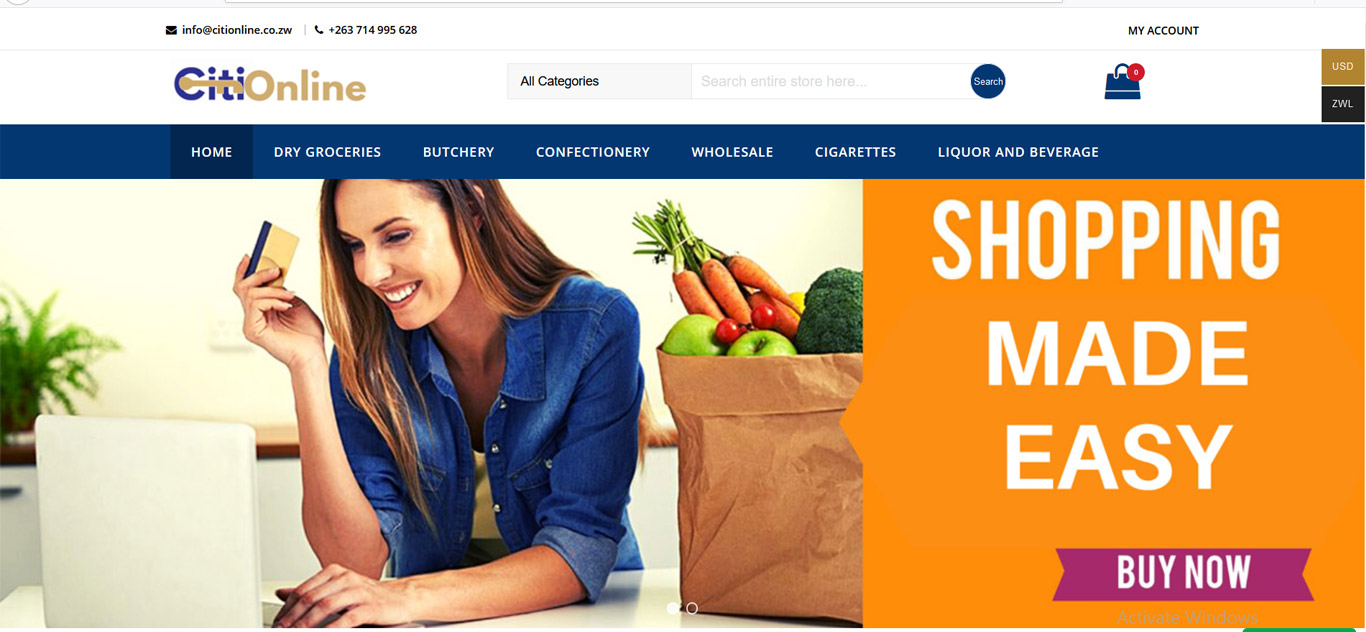 info@citionline.co.zw
+263 714 995 628
MY ACCOUNT
CitiOnline
All Categories
Search entire store here...
Search
0
USD
ZWL
HOME
DRY GROCERIES
BUTCHERY
CONFECTIONERY
WHOLESALE
CIGARETTES
LIQUOR AND BEVERAGE
SHOPPING
MADE
EASY
BUY NOW
Activate Windows